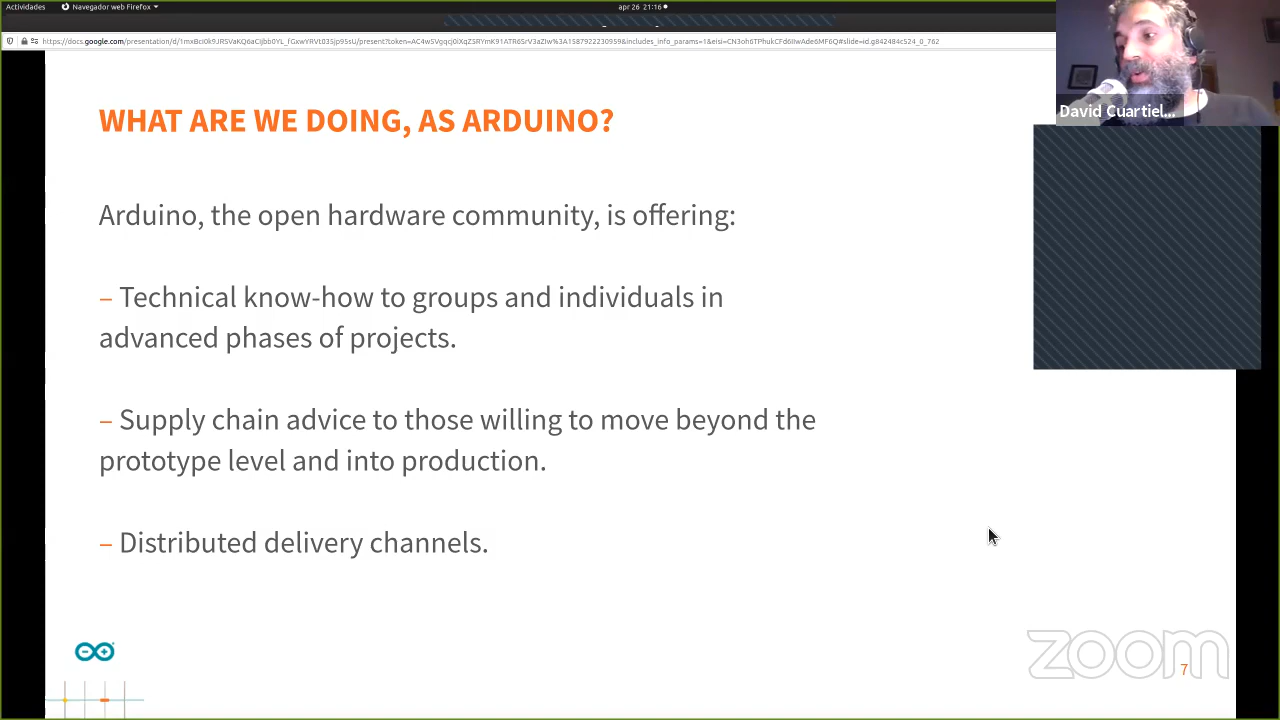 Actividades
Navegador web Firefox
apr 26 21:16
WHAT ARE WE DOING, AS ARDUINO?
Arduino, the open hardware community, is offering:
– Technical know-how to groups and individuals in
advanced phases of projects.
– Supply chain advice to those willing to move beyond the
prototype level and into production.
– Distributed delivery channels.
David Cuartiel...
zoom
7